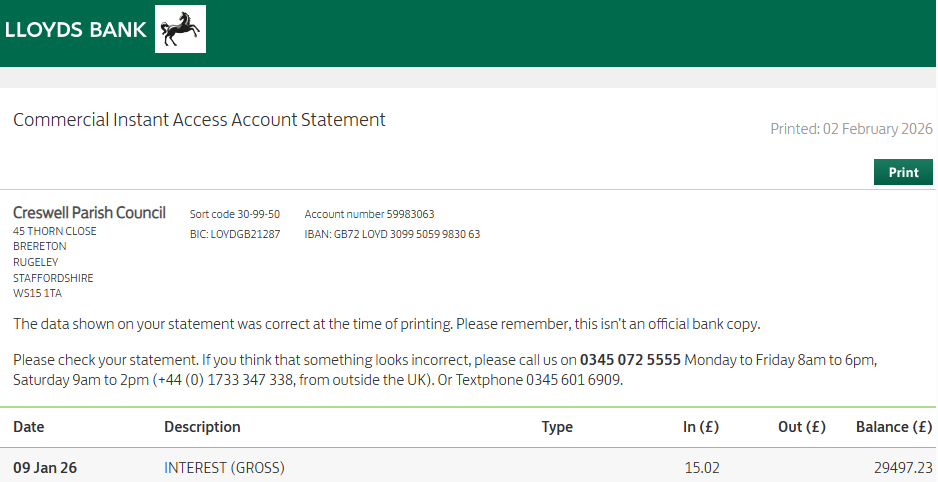 LLOYDS BANK
Commercial Instant Access Account Statement
Printed: 02 February 2026
Print
Creswell Parish Council
45 THORN CLOSE
BRERETON
RUGELEY
STAFFORDSHIRE
WS15 1TA
Sort code 30-99-50 Account number 59983063
BIC: LOYDGB21287 IBAN: GB72 LOYD 3099 5059 9830 63
The data shown on your statement was correct at the time of printing. Please remember, this isn't an official bank copy.
Please check your statement. If you think that something looks incorrect, please call us on 0345 072 5555 Monday to Friday 8am to 6pm,
Saturday 9am to 2pm (+44 (0) 1733 347 338, from outside the UK). Or Textphone 0345 601 6909.
Date Description Type In (£) Out (£) Balance (£)
09 Jan 26 INTEREST (GROSS) 15.02 29497.23